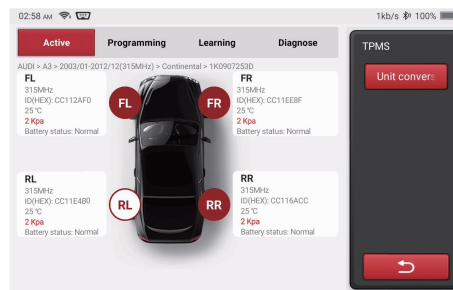 02:58 AM 1kb/s 100%
Active Programming Learning Diagnose
TPMS
AUDI > A3 > 2003/01-2012/12(315MHz) > Continental > 1K0907253D
Unit convers
FL
315MHz
ID(HEX): CC112AF0
25 ℃
2 Kpa
Battery status: Normal
FL
FR
FR
315MHz
ID(HEX): CC11EE8F
25 ℃
2 Kpa
Battery status: Normal
RL
315MHz
ID(HEX): CC11E4B0
25 ℃
2 Kpa
Battery status: Normal
RL
RR
RR
315MHz
ID(HEX): CC116ACC
25 ℃
2 Kpa
Battery status: Normal